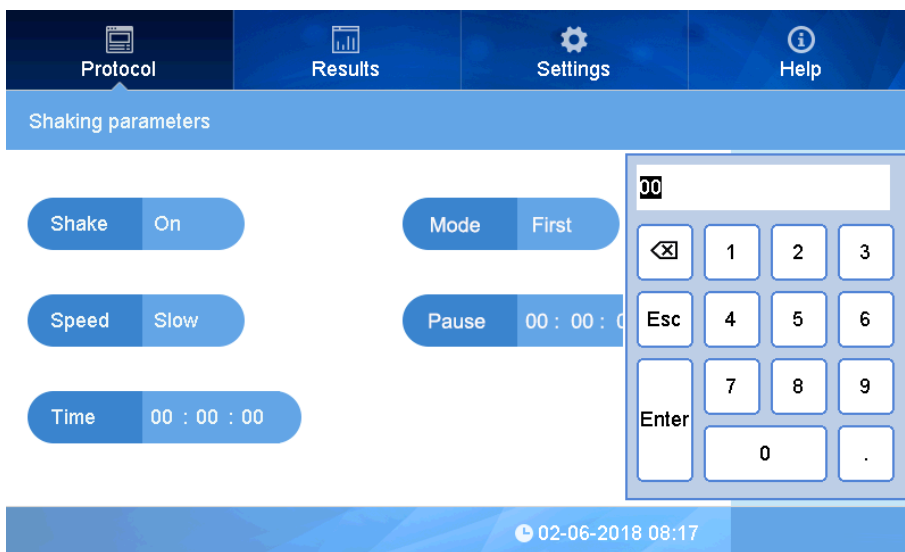 Protocol Results Settings Help
Shaking parameters
00
Shake On Mode First
1 2 3
Speed Slow Pause 00 : 00 :
Esc 4 5 6
7 8 9
Time 00 : 00 : 00
Enter
0 .
02-06-2018 08:17